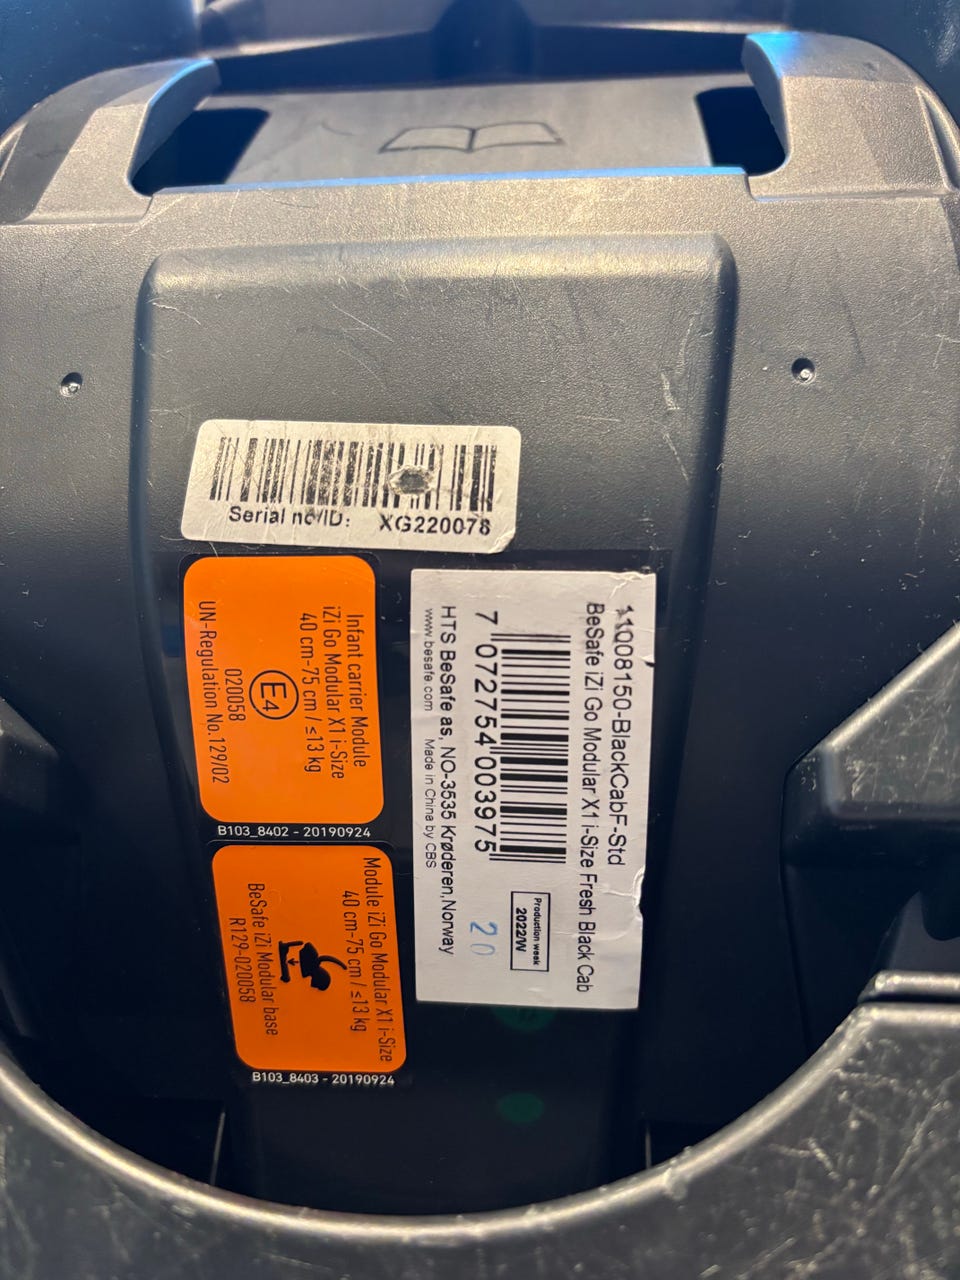 Serial no/ID: XG220078
Infant carrier Module
iZi Go Modular X1 i-Size
40 cm-75 cm / ≤13 kg
E4
020058
UN-Regulation No.129/02
B103_8402 - 20190924
Module iZi Go Modular X1 i-Size
40 cm-75 cm / ≤13 kg
BeSafe iZi Modular base
R129-020058
B103_8403 - 20190924
11008150-BlackCabF-Std
BeSafe iZi Go Modular X1 i-Size Fresh Black Cab
7 072754 003975
Production week
2022/W
20
HTS BeSafe as, NO-3535 Krøderen, Norway
www.besafe.com Made in China by CBS